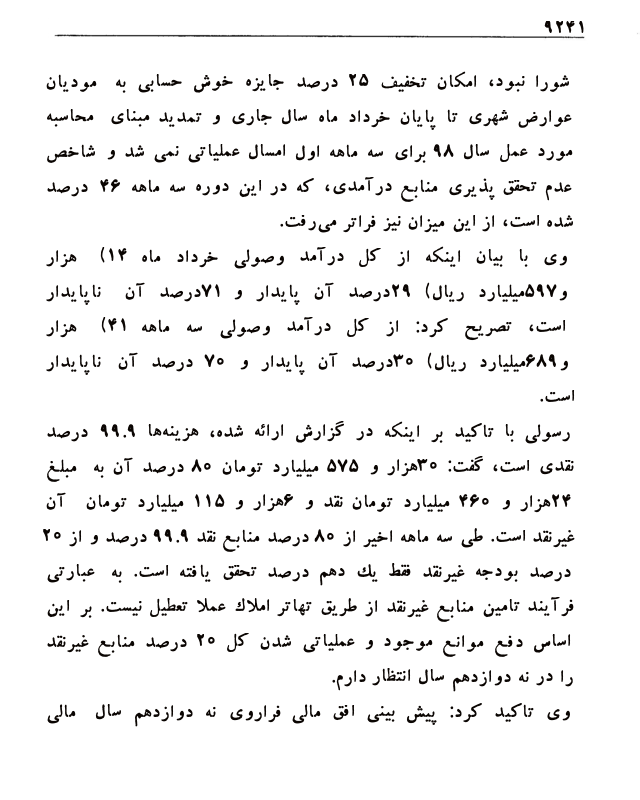 ۹۲۴۱
شورا نبود، امکان تخفیف ۲۵ درصد جایزه خوش حسابی به مودیان
عوارض شهری تا پایان خرداد ماه سال جاری و تمدید مبنای محاسبه
مورد عمل سال ۹۸ برای سه ماهه اول امسال عملیاتی نمی شد و شاخص
عدم تحقق پذیری منابع درآمدی، که در این دوره سه ماهه ۴۶ درصد
شده است، از این میزان نیز فراتر می‌رفت.
وی با بیان اینکه از کل درآمد وصولی خرداد ماه ۱۴) هزار
و۵۹۷میلیارد ریال) ۲۹درصد آن پایدار و ۷۱درصد آن ناپایدار
است، تصریح کرد: از کل درآمد وصولی سه ماهه ۴۱) هزار
و۶۸۹میلیارد ریال) ۳۰درصد آن پایدار و ۷۰ درصد آن ناپایدار
است.
رسولی با تاکید بر اینکه در گزارش ارائه شده، هزینه‌ها ۹۹.۹ درصد
نقدی است، گفت: ۳۰هزار و ۵۷۵ میلیارد تومان ۸۰ درصد آن به مبلغ
۲۴هزار و ۴۶۰ میلیارد تومان نقد و ۶هزار و ۱۱۵ میلیارد تومان آن
غیرنقد است. طی سه ماهه اخیر از ۸۰ درصد منابع نقد ۹۹.۹ درصد و از ۲۰
درصد بودجه غیرنقد فقط یك دهم درصد تحقق یافته است. به عبارتی
فرآیند تامین منابع غیرنقد از طریق تهاتر املاك عملا تعطیل نیست. بر این
اساس دفع موانع موجود و عملیاتی شدن کل ۲۰ درصد منابع غیرنقد
را در نه دوازدهم سال انتظار دارم.
وی تاکید کرد: پیش بینی افق مالی فراروی نه دوازدهم سال مالی